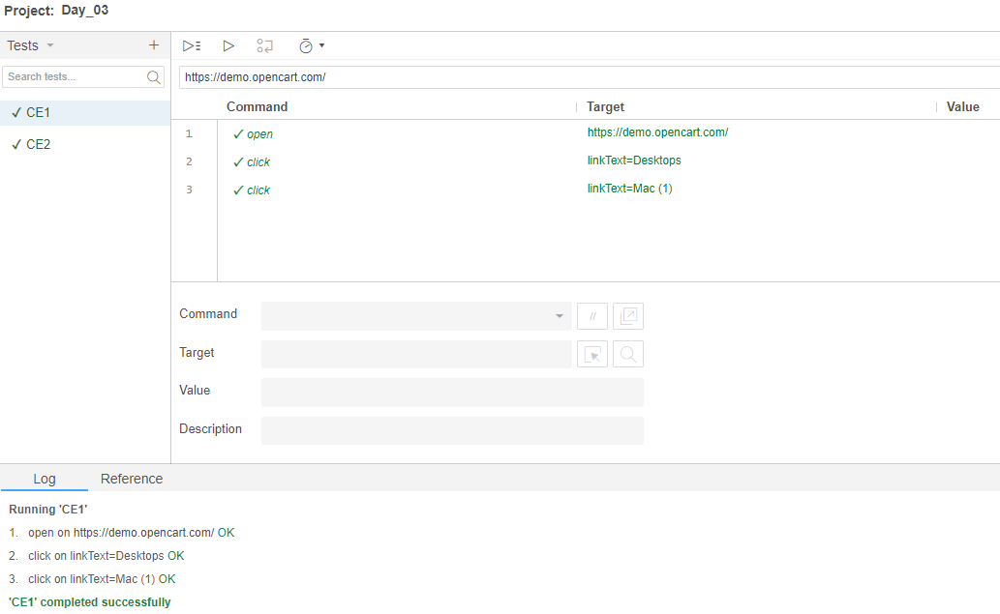 Project: Day_03
Tests
Search tests...
✓ CE1
✓ CE2
https://demo.opencart.com/
Command Target Value
1 ✓ open https://demo.opencart.com/
2 ✓ click linkText=Desktops
3 ✓ click linkText=Mac (1)
Command //
Target
Value
Description
Log Reference
Running 'CE1'
1. open on https://demo.opencart.com/ OK
2. click on linkText=Desktops OK
3. click on linkText=Mac (1) OK
'CE1' completed successfully